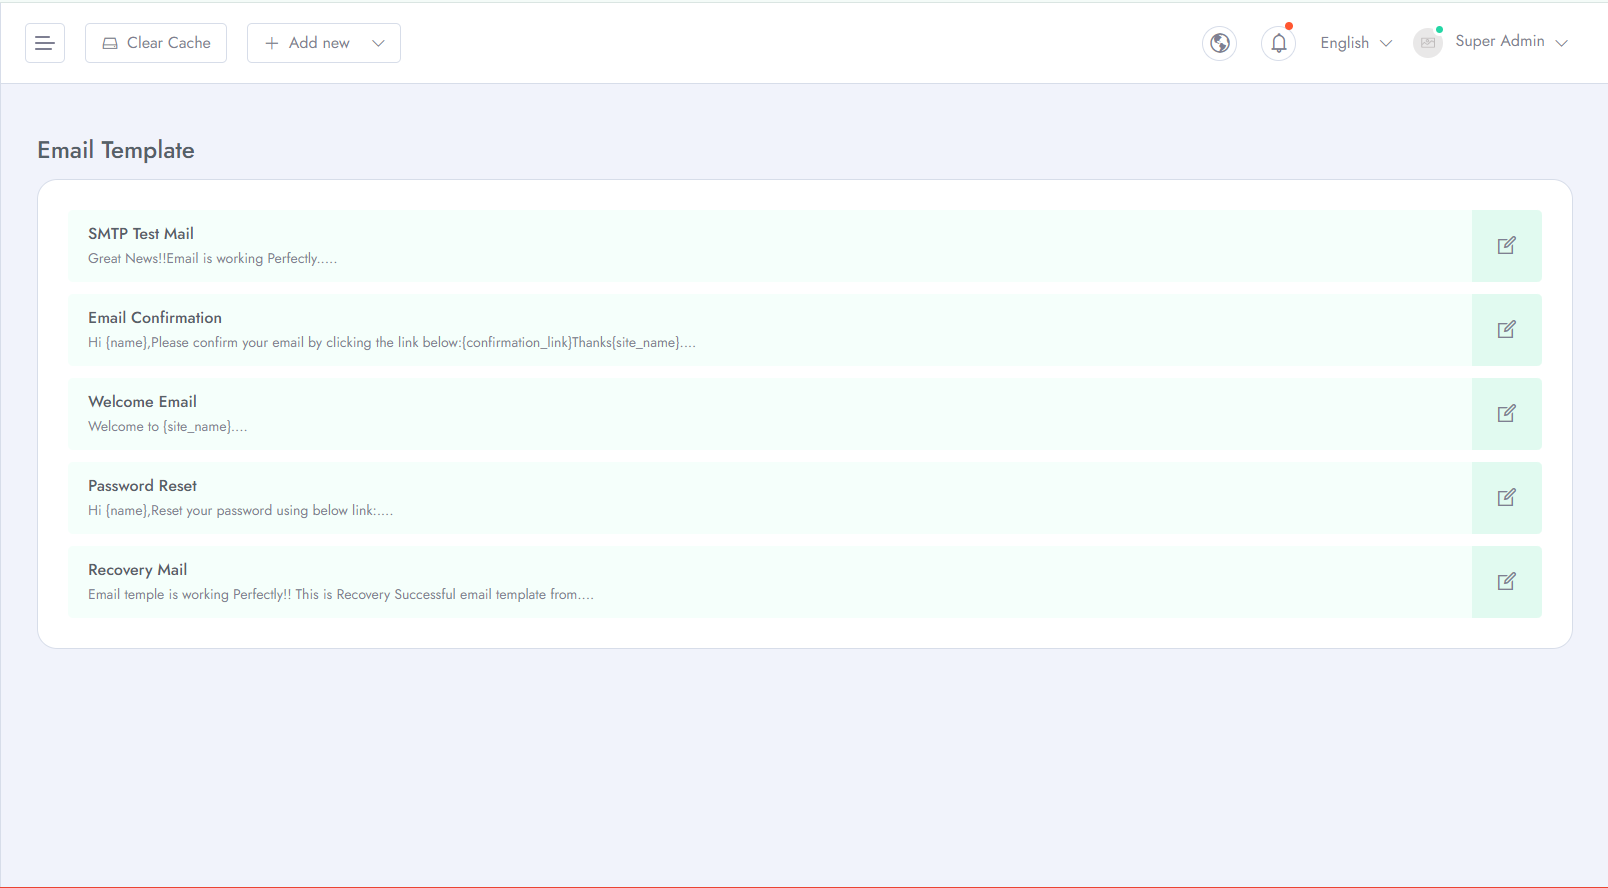 Clear Cache
Add new
English
Super Admin
Email Template
SMTP Test Mail
Great News!!Email is working Perfectly.....
Email Confirmation
Hi {name},Please confirm your email by clicking the link below:{confirmation_link}Thanks{site_name}....
Welcome Email
Welcome to {site_name}....
Password Reset
Hi {name},Reset your password using below link:....
Recovery Mail
Email temple is working Perfectly!! This is Recovery Successful email template from....